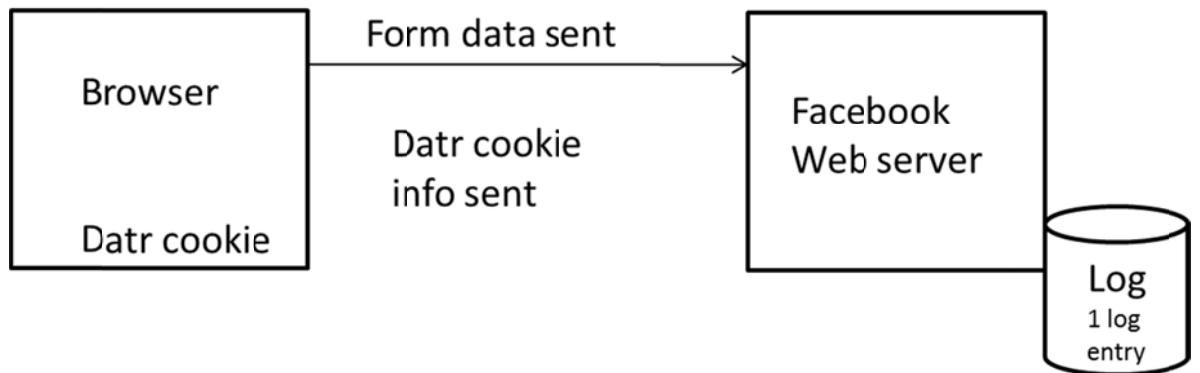 Form data sent
Browser
Facebook
Web server
Datr cookie
info sent
Datr cookie
Log
1 log
entry